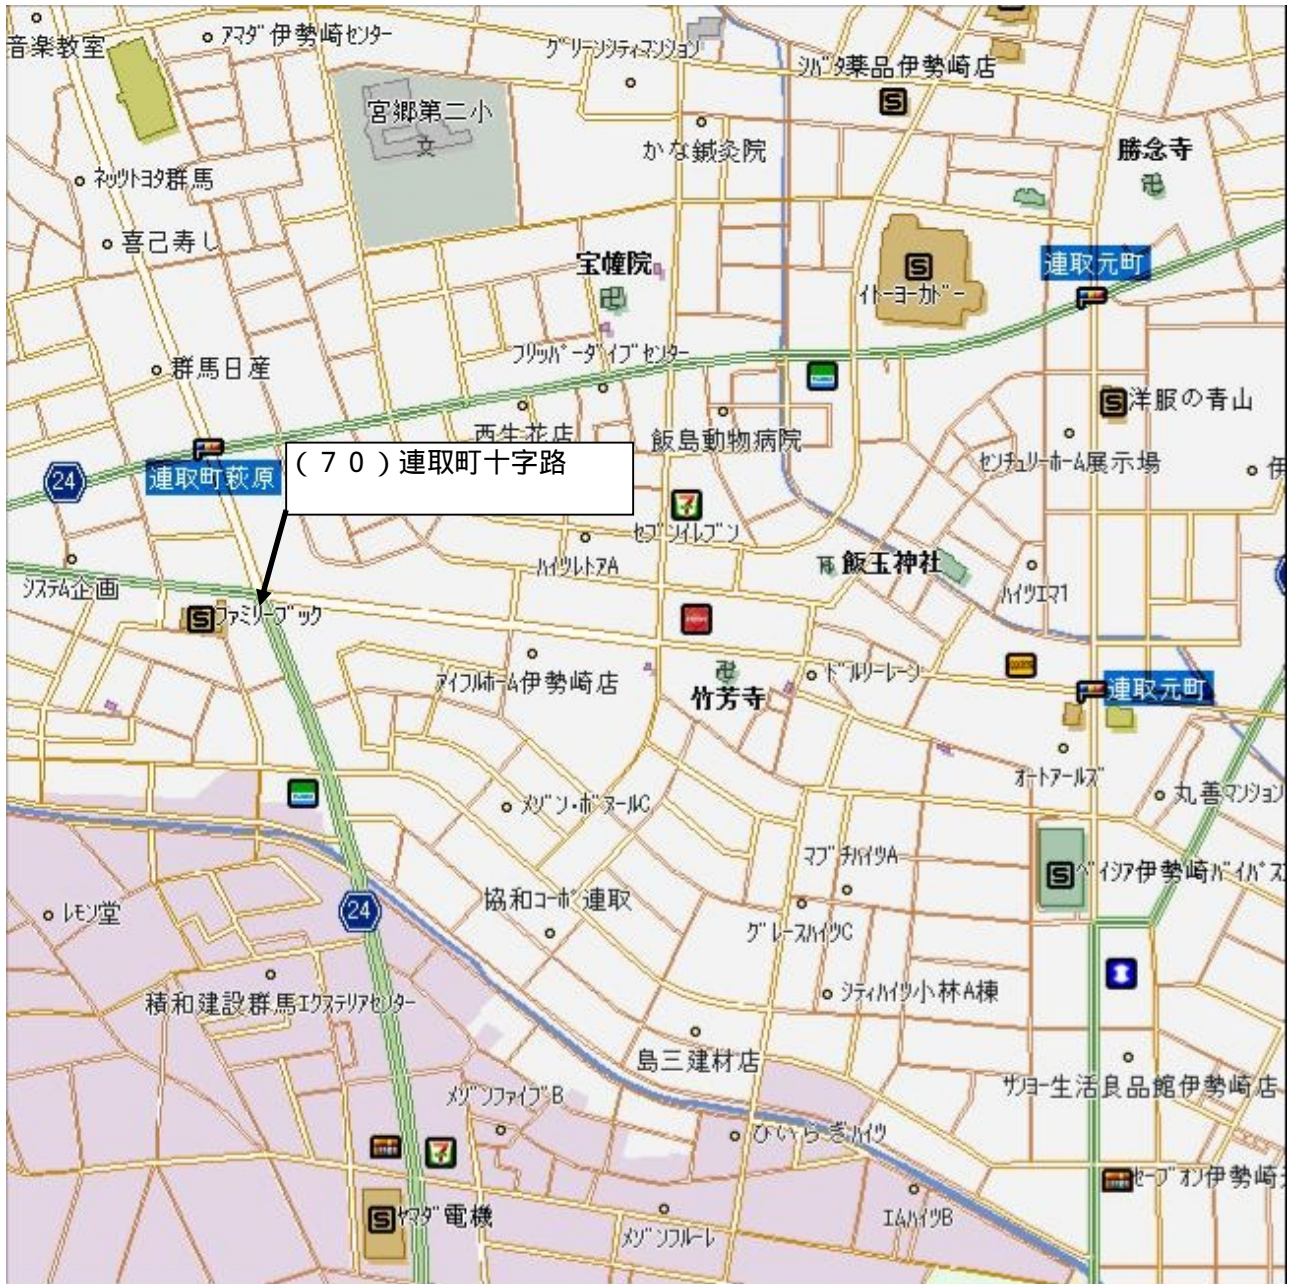 音楽教室
アマダ伊勢崎センター
グリーンシティマンション
シバタ薬品伊勢崎店
S
宮郷第二小
文
かな鍼灸院
勝念寺
卍
ネッツトヨタ群馬
喜己寿し
宝幢院
卍
S
イトーヨーカドー
連取元町
群馬日産
フリッパーダイブセンター
S
洋服の青山
西生花店
飯島動物病院
センチュリーホーム展示場
伊
24
連取町萩原
(70)連取町十字路
7
セブンイレブン
ハイツレトアA
飯玉神社
ハイツエマ1
システム企画
S
ファミリーブック
アイフルホーム伊勢崎店
卍
竹芳寺
ドルリーレーン
連取元町
オートアールズ
丸善マンション
メゾン・ボヌールC
マブチハイツA
S
ベイシア伊勢崎バイパス
レモン堂
24
協和コーポ連取
グレースハイツC
積和建設群馬エクステリアセンター
シティハイツ小林A棟
島三建材店
サンヨー生活良品館伊勢崎店
メゾンファイブB
ひいらぎハイツ
7
セーブオン伊勢崎
S
ヤマダ電機
メゾンフルーレ
エムハイツB